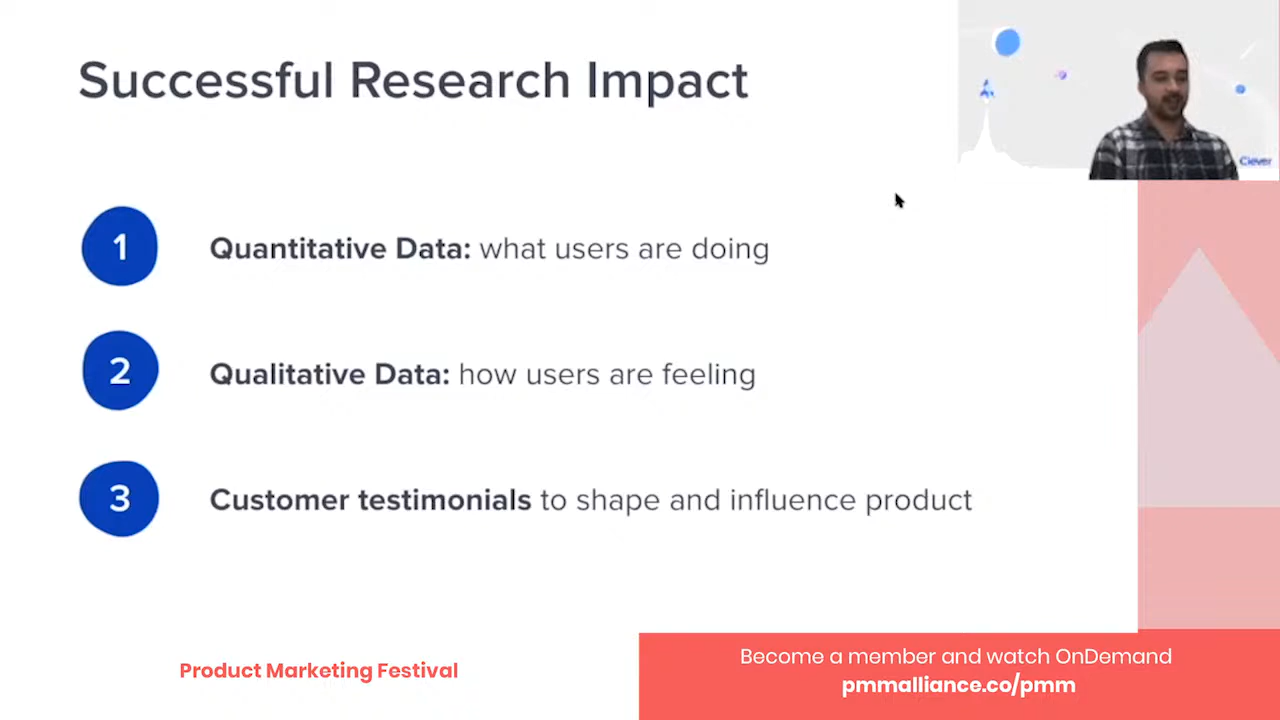 Successful Research Impact
Clever
1
Quantitative Data: what users are doing
2
Qualitative Data: how users are feeling
3
Customer testimonials to shape and influence product
Product Marketing Festival
Become a member and watch OnDemand
pmmalliance.co/pmm